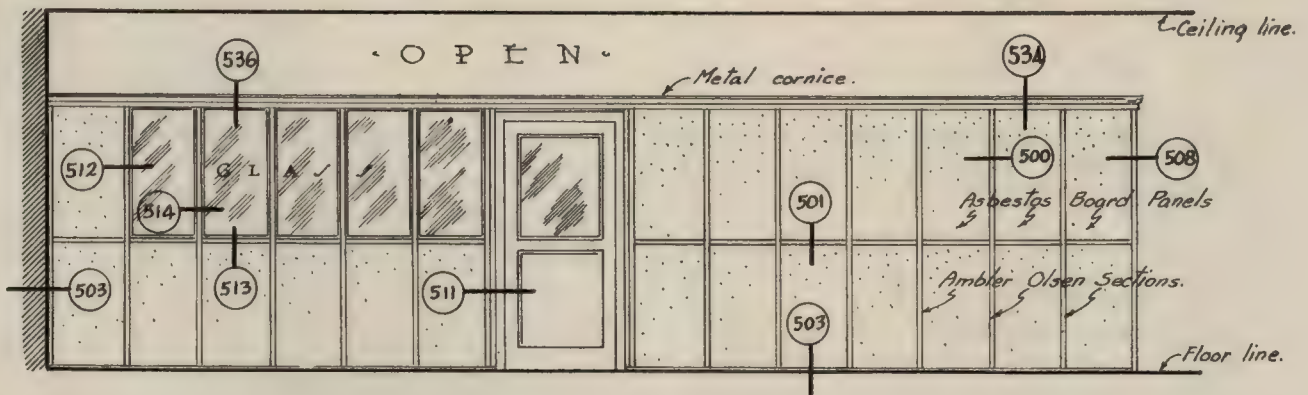 Ceiling line.
· O P E N ·
536
534
Metal cornice.
512
GLASS
500
508
514
501
Asbestos Board Panels
503
513
511
Ambler Olsen Sections.
503
Floor line.